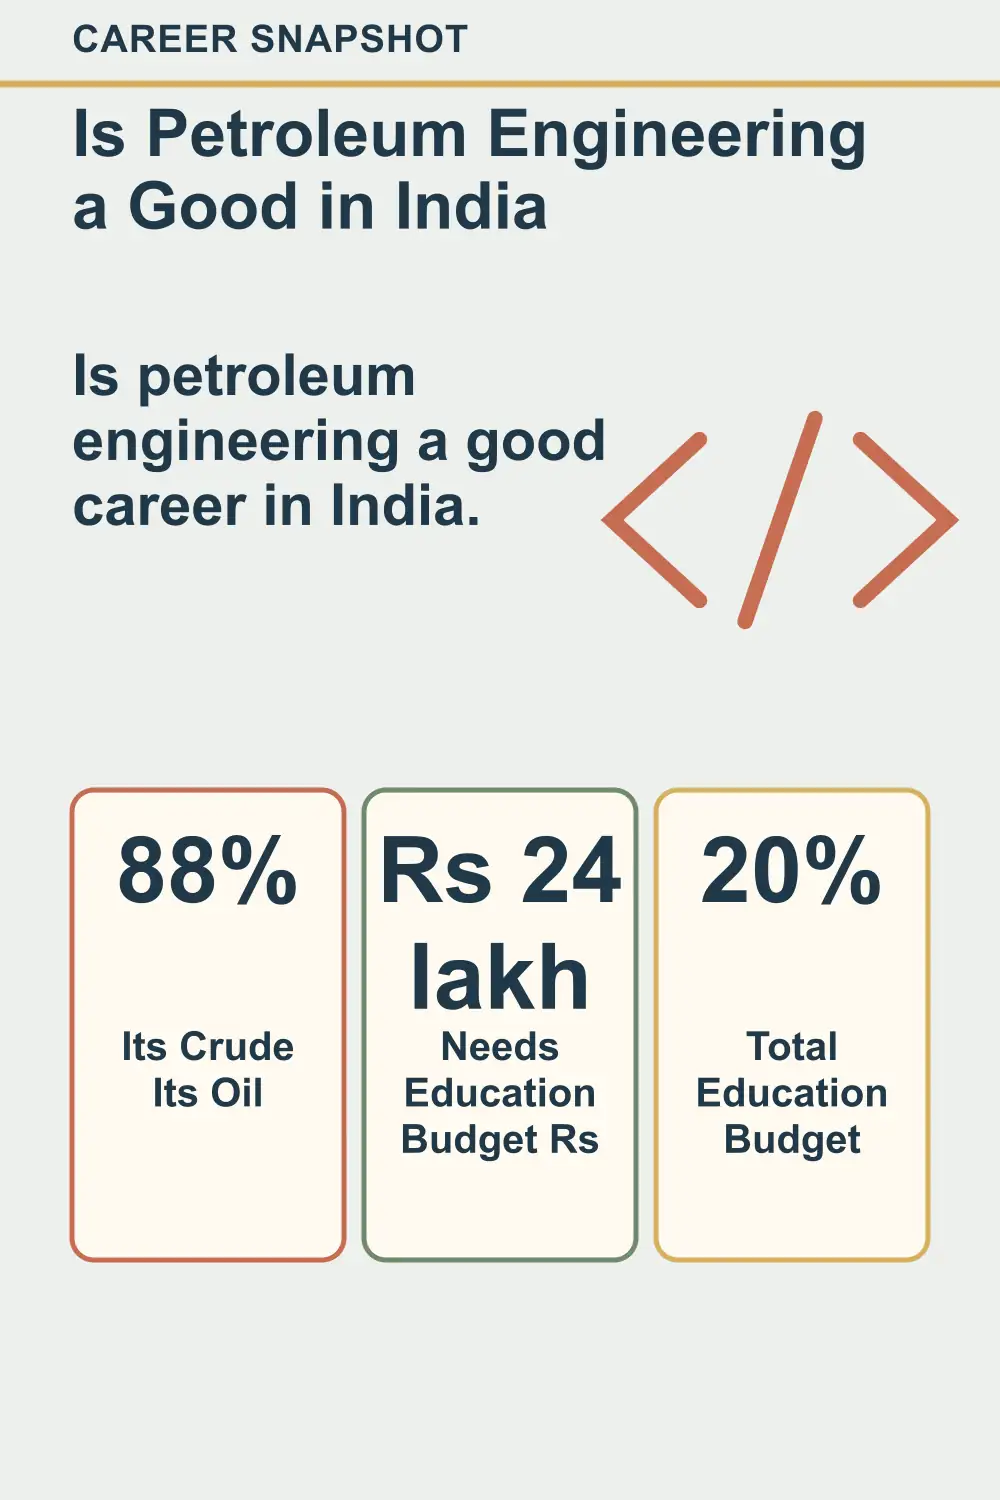 CAREER SNAPSHOT
Is Petroleum Engineering
a Good in India
Is petroleum
engineering a good
career in India.
88%
Its Crude
Its Oil
Rs 24
lakh
Needs
Education
Budget Rs
20%
Total
Education
Budget